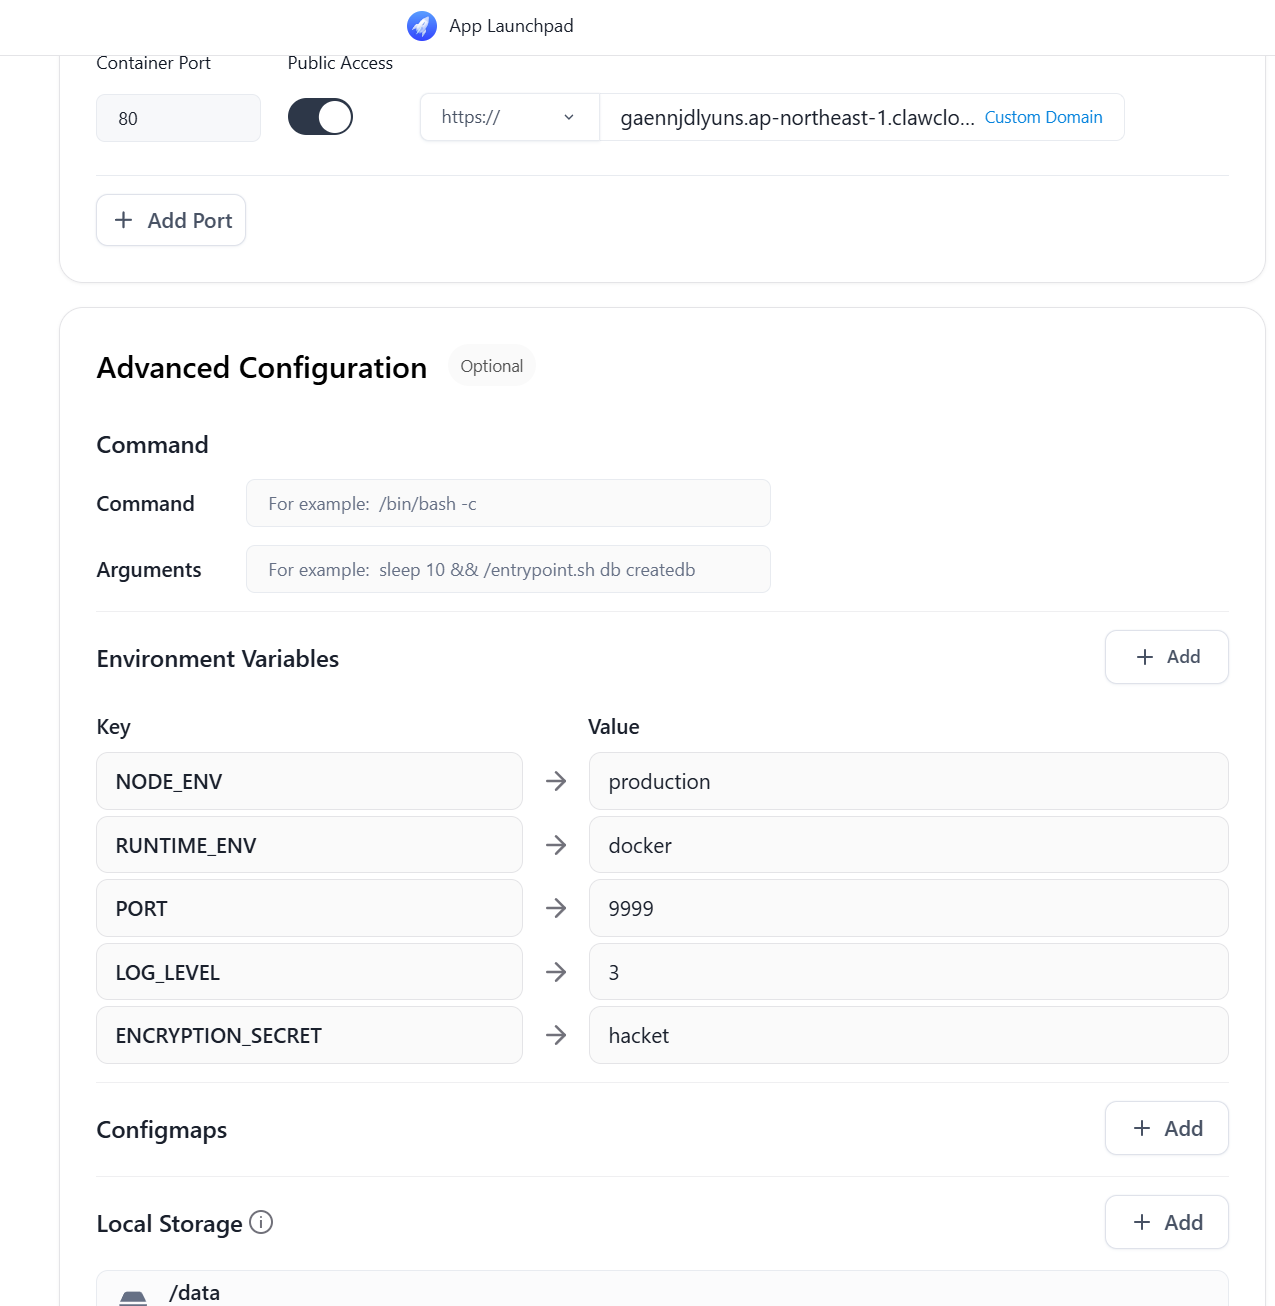 App Launchpad
Container Port Public Access
80 https:// gaennjdlyuns.ap-northeast-1.clawclo... Custom Domain
Add Port
Advanced Configuration Optional
Command
Command For example: /bin/bash -c
Arguments For example: sleep 10 && /entrypoint.sh db createdb
Environment Variables Add
Key Value
NODE_ENV production
RUNTIME_ENV docker
PORT 9999
LOG_LEVEL 3
ENCRYPTION_SECRET hacket
Configmaps Add
Local Storage Add
/data